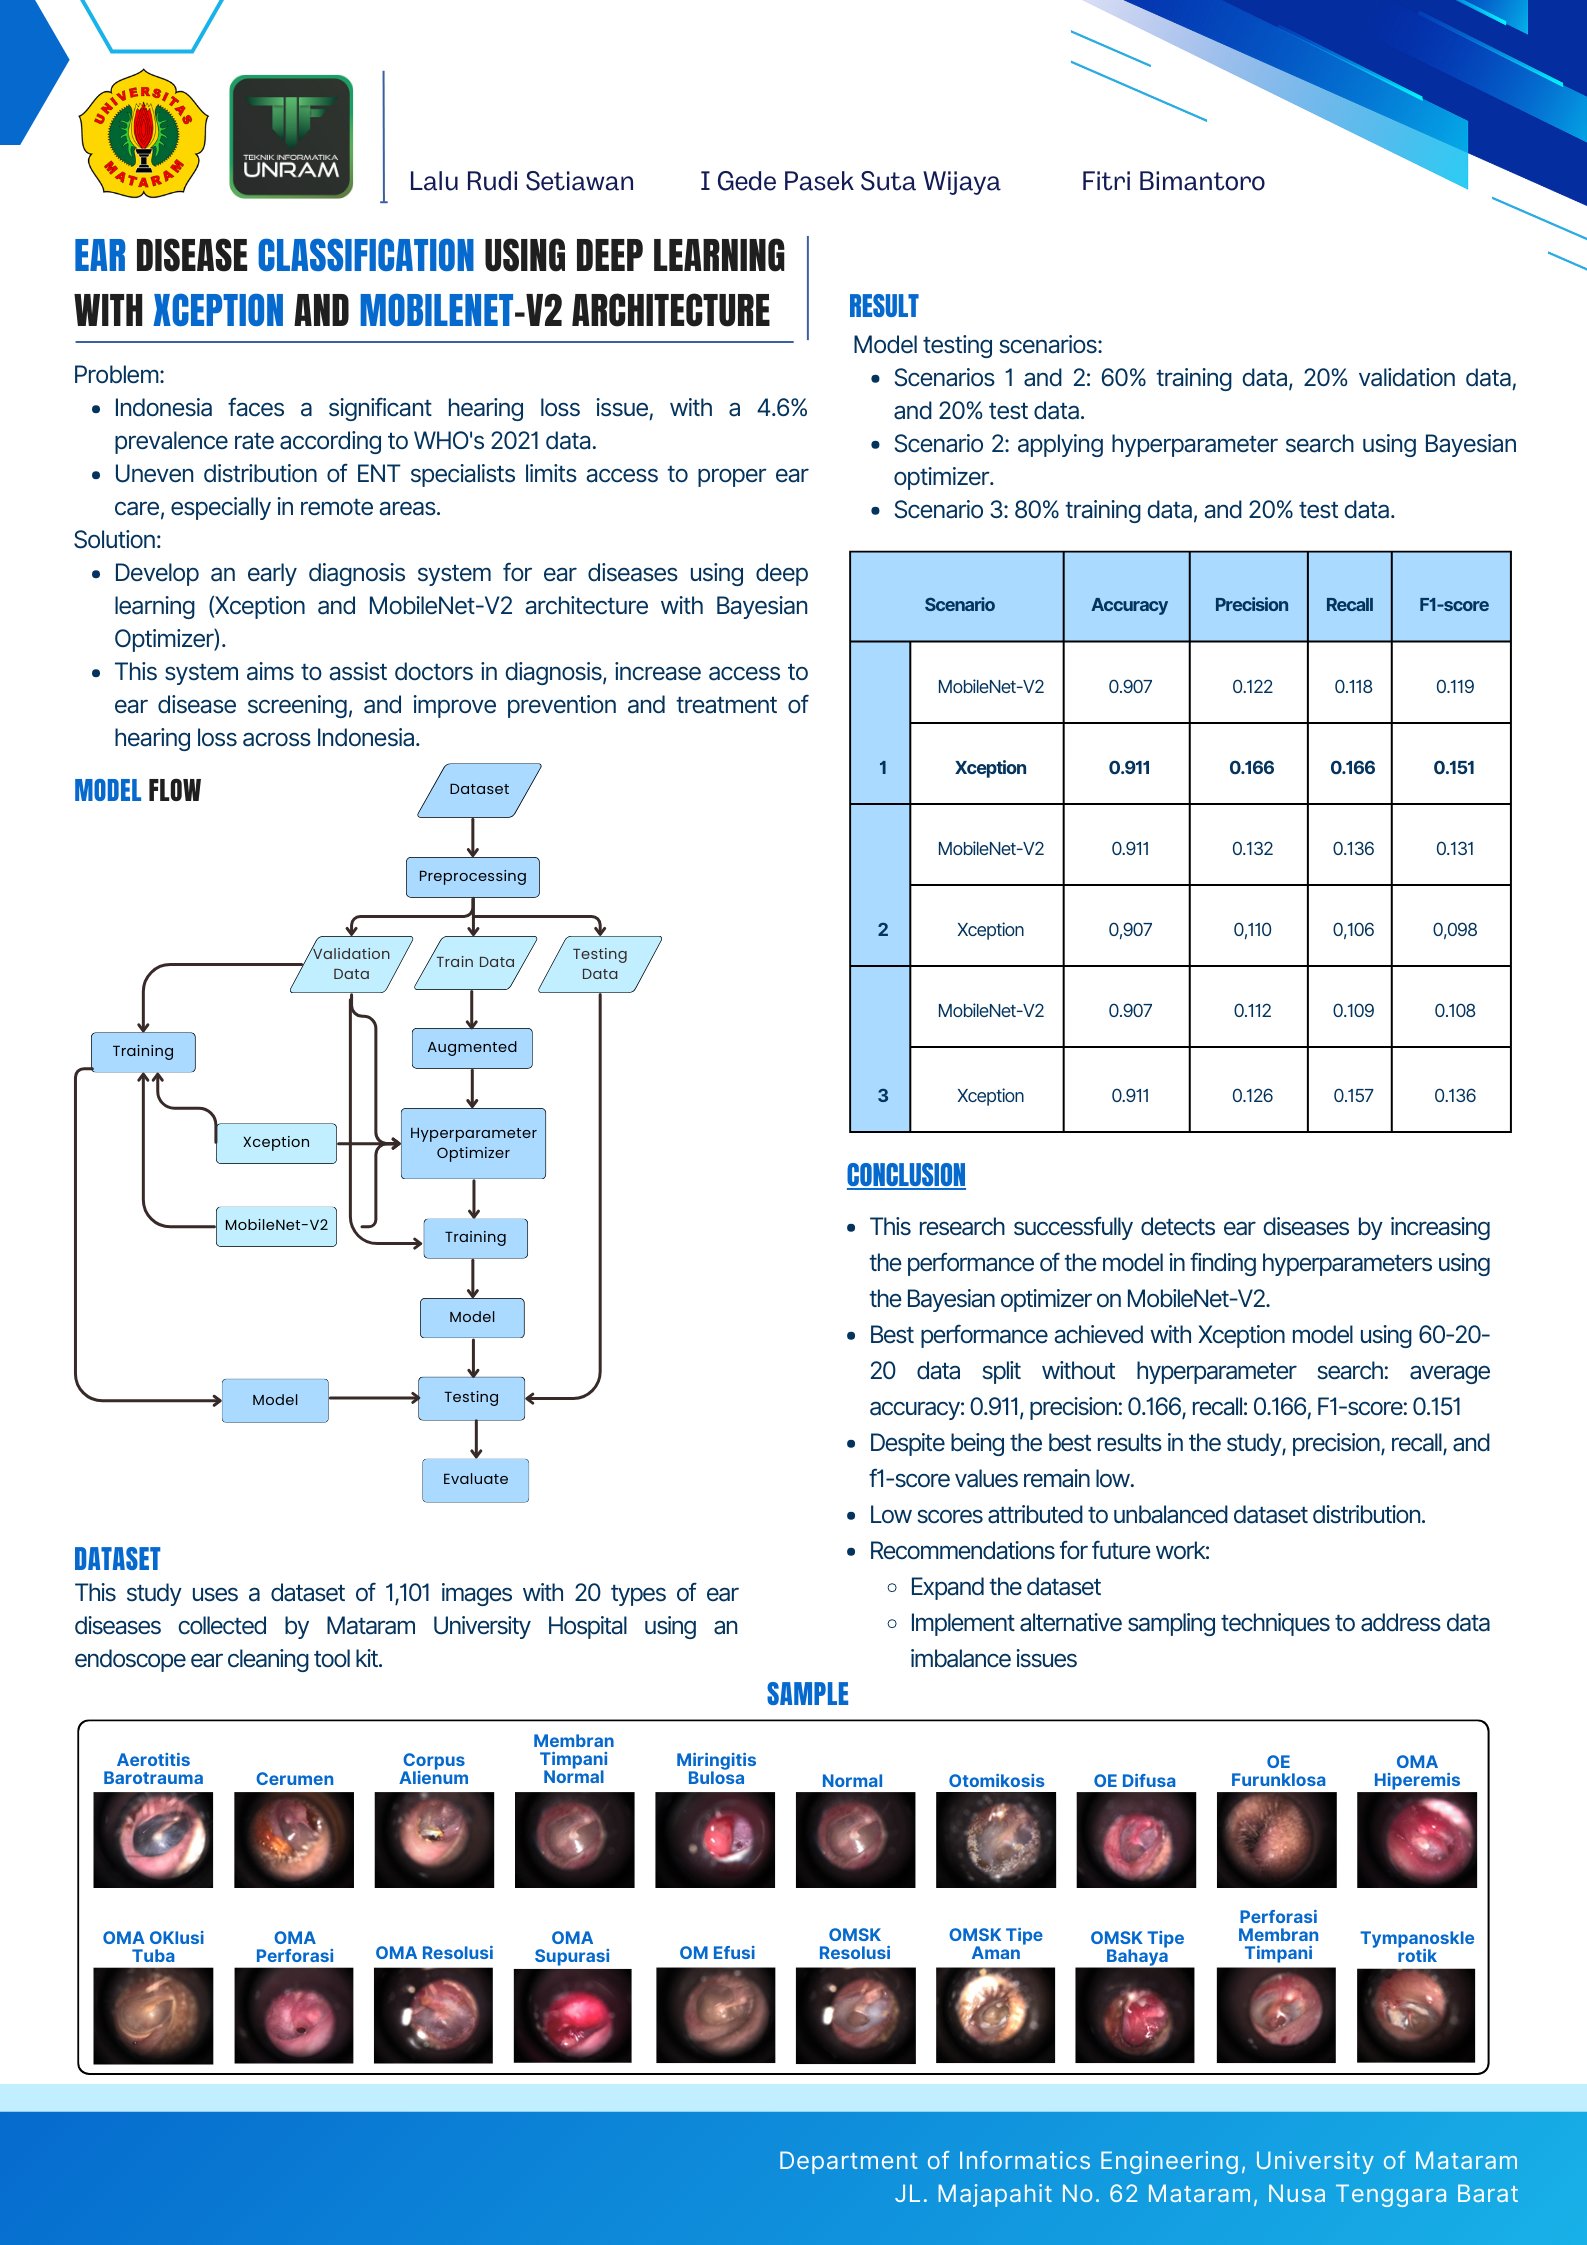 UNIVERSITAS
MATARAM
TEKNIK INFORMATIKA
UNRAM
Lalu Rudi Setiawan
I Gede Pasek Suta Wijaya
Fitri Bimantoro
EAR DISEASE CLASSIFICATION USING DEEP LEARNING
WITH XCEPTION AND MOBILENET-V2 ARCHITECTURE
Problem:
• Indonesia faces a significant hearing loss issue, with a 4.6%
prevalence rate according to WHO's 2021 data.
• Uneven distribution of ENT specialists limits access to proper ear
care, especially in remote areas.
Solution:
• Develop an early diagnosis system for ear diseases using deep
learning (Xception and MobileNet-V2 architecture with Bayesian
Optimizer).
• This system aims to assist doctors in diagnosis, increase access to
ear disease screening, and improve prevention and treatment of
hearing loss across Indonesia.
MODEL FLOW
Dataset
Preprocessing
Validation
Data
Train Data
Testing
Data
Training
Augmented
Xception
Hyperparameter
Optimizer
MobileNet-V2
Training
Model
Model
Testing
Evaluate
DATASET
This study uses a dataset of 1,101 images with 20 types of ear
diseases collected by Mataram University Hospital using an
endoscope ear cleaning tool kit.
RESULT
Model testing scenarios:
• Scenarios 1 and 2: 60% training data, 20% validation data,
and 20% test data.
• Scenario 2: applying hyperparameter search using Bayesian
optimizer.
• Scenario 3: 80% training data, and 20% test data.
Scenario Accuracy Precision Recall F1-score
MobileNet-V2 0.907 0.122 0.118 0.119
1 Xception 0.911 0.166 0.166 0.151
MobileNet-V2 0.911 0.132 0.136 0.131
2 Xception 0,907 0,110 0,106 0,098
MobileNet-V2 0.907 0.112 0.109 0.108
3 Xception 0.911 0.126 0.157 0.136
CONCLUSION
• This research successfully detects ear diseases by increasing
the performance of the model in finding hyperparameters using
the Bayesian optimizer on MobileNet-V2.
• Best performance achieved with Xception model using 60-20-
20 data split without hyperparameter search: average
accuracy: 0.911, precision: 0.166, recall: 0.166, F1-score: 0.151
• Despite being the best results in the study, precision, recall, and
f1-score values remain low.
• Low scores attributed to unbalanced dataset distribution.
• Recommendations for future work:
◦ Expand the dataset
◦ Implement alternative sampling techniques to address data
imbalance issues
SAMPLE
Aerotitis
Barotrauma
Cerumen
Corpus
Alienum
Membran
Timpani
Normal
Miringitis
Bulosa
Normal
Otomikosis
OE Difusa
OE
Furunklosa
OMA
Hiperemis
OMA OKlusi
Tuba
OMA
Perforasi
OMA Resolusi
OMA
Supurasi
OM Efusi
OMSK
Resolusi
OMSK Tipe
Aman
OMSK Tipe
Bahaya
Perforasi
Membran
Timpani
Tympanoskle
rotik
Department of Informatics Engineering, University of Mataram
JL. Majapahit No. 62 Mataram, Nusa Tenggara Barat